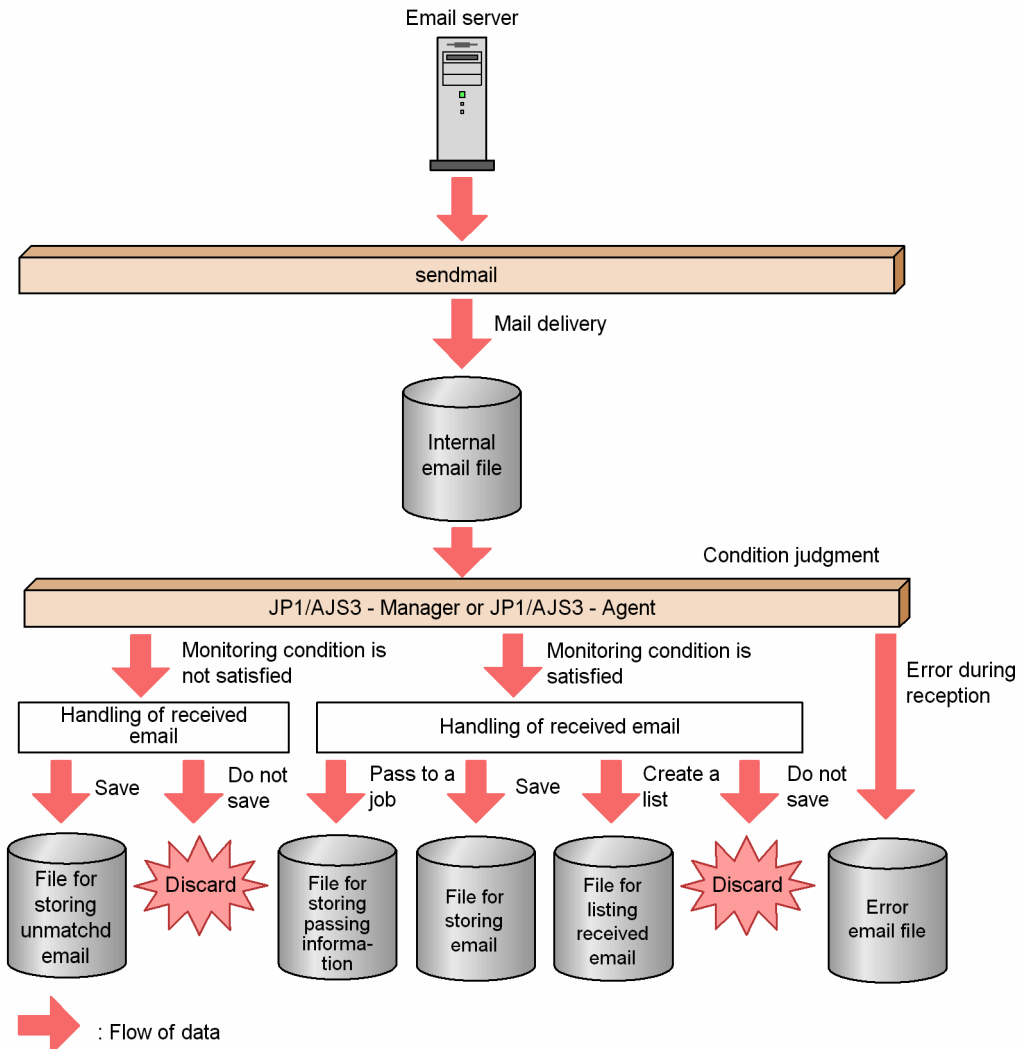 Email server
sendmail
Mail delivery
Internal
email file
Condition judgment
JP1/AJS3 - Manager or JP1/AJS3 - Agent
Monitoring condition is
not satisfied
Monitoring condition is
satisfied
Error during
reception
Handling of received
email
Handling of received email
Save
Do not
save
Pass to a
job
Save
Create a
list
Do not
save
File for
storing
unmatchd
email
Discard
File for
storing
passing
informa-
tion
File for
storing
email
File for
listing
received
email
Discard
Error
email file
: Flow of data